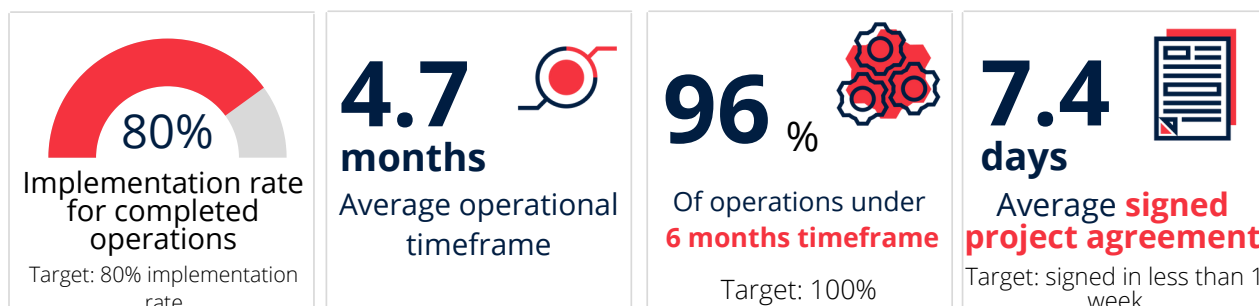 80%
Implementation rate
for completed
operations
Target: 80% implementation
rate
4.7
months
Average operational
timeframe
96 %
Of operations under
6 months timeframe
Target: 100%
7.4
days
Average signed
project agreement
Target: signed in less than 1
week